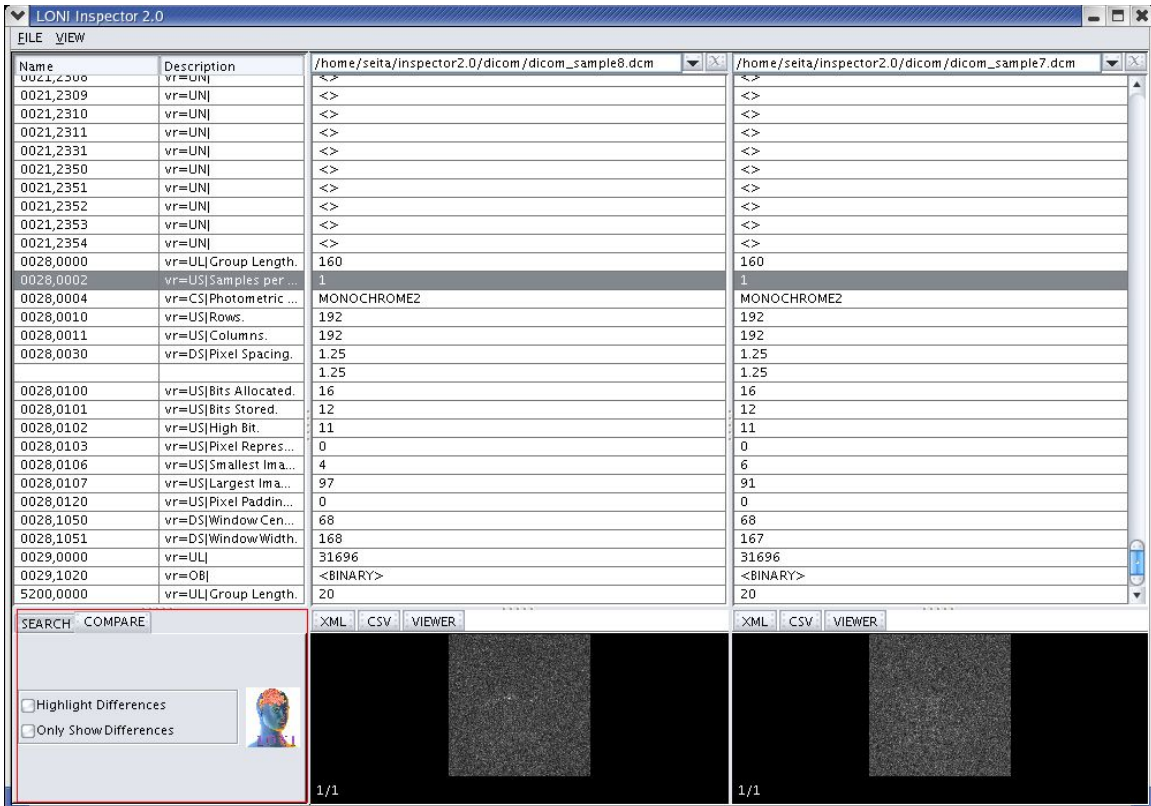 LONI Inspector 2.0
FILE VIEW
Name Description /home/seita/inspector2.0/dicom/dicom_sample8.dcm /home/seita/inspector2.0/dicom/dicom_sample7.dcm
0021,2308 vr=UN| <> <>
0021,2309 vr=UN| <> <>
0021,2310 vr=UN| <> <>
0021,2311 vr=UN| <> <>
0021,2331 vr=UN| <> <>
0021,2350 vr=UN| <> <>
0021,2351 vr=UN| <> <>
0021,2352 vr=UN| <> <>
0021,2353 vr=UN| <> <>
0021,2354 vr=UN| <> <>
0028,0000 vr=UL|Group Length. 160 160
0028,0002 vr=US|Samples per ... 1 1
0028,0004 vr=CS|Photometric ... MONOCHROME2 MONOCHROME2
0028,0010 vr=US|Rows. 192 192
0028,0011 vr=US|Columns. 192 192
0028,0030 vr=DS|Pixel Spacing. 1.25 1.25
1.25 1.25
0028,0100 vr=US|Bits Allocated. 16 16
0028,0101 vr=US|Bits Stored. 12 12
0028,0102 vr=US|High Bit. 11 11
0028,0103 vr=US|Pixel Repres... 0 0
0028,0106 vr=US|Smallest Ima... 4 6
0028,0107 vr=US|Largest Ima... 97 91
0028,0120 vr=US|Pixel Paddin... 0 0
0028,1050 vr=DS|Window Cen... 68 68
0028,1051 vr=DS|Window Width. 168 167
0029,0000 vr=UL| 31696 31696
0029,1020 vr=OB| <BINARY> <BINARY>
5200,0000 vr=UL|Group Length. 20 20
SEARCH COMPARE XML CSV VIEWER XML CSV VIEWER
Highlight Differences
Only Show Differences
LONI
1/1 1/1